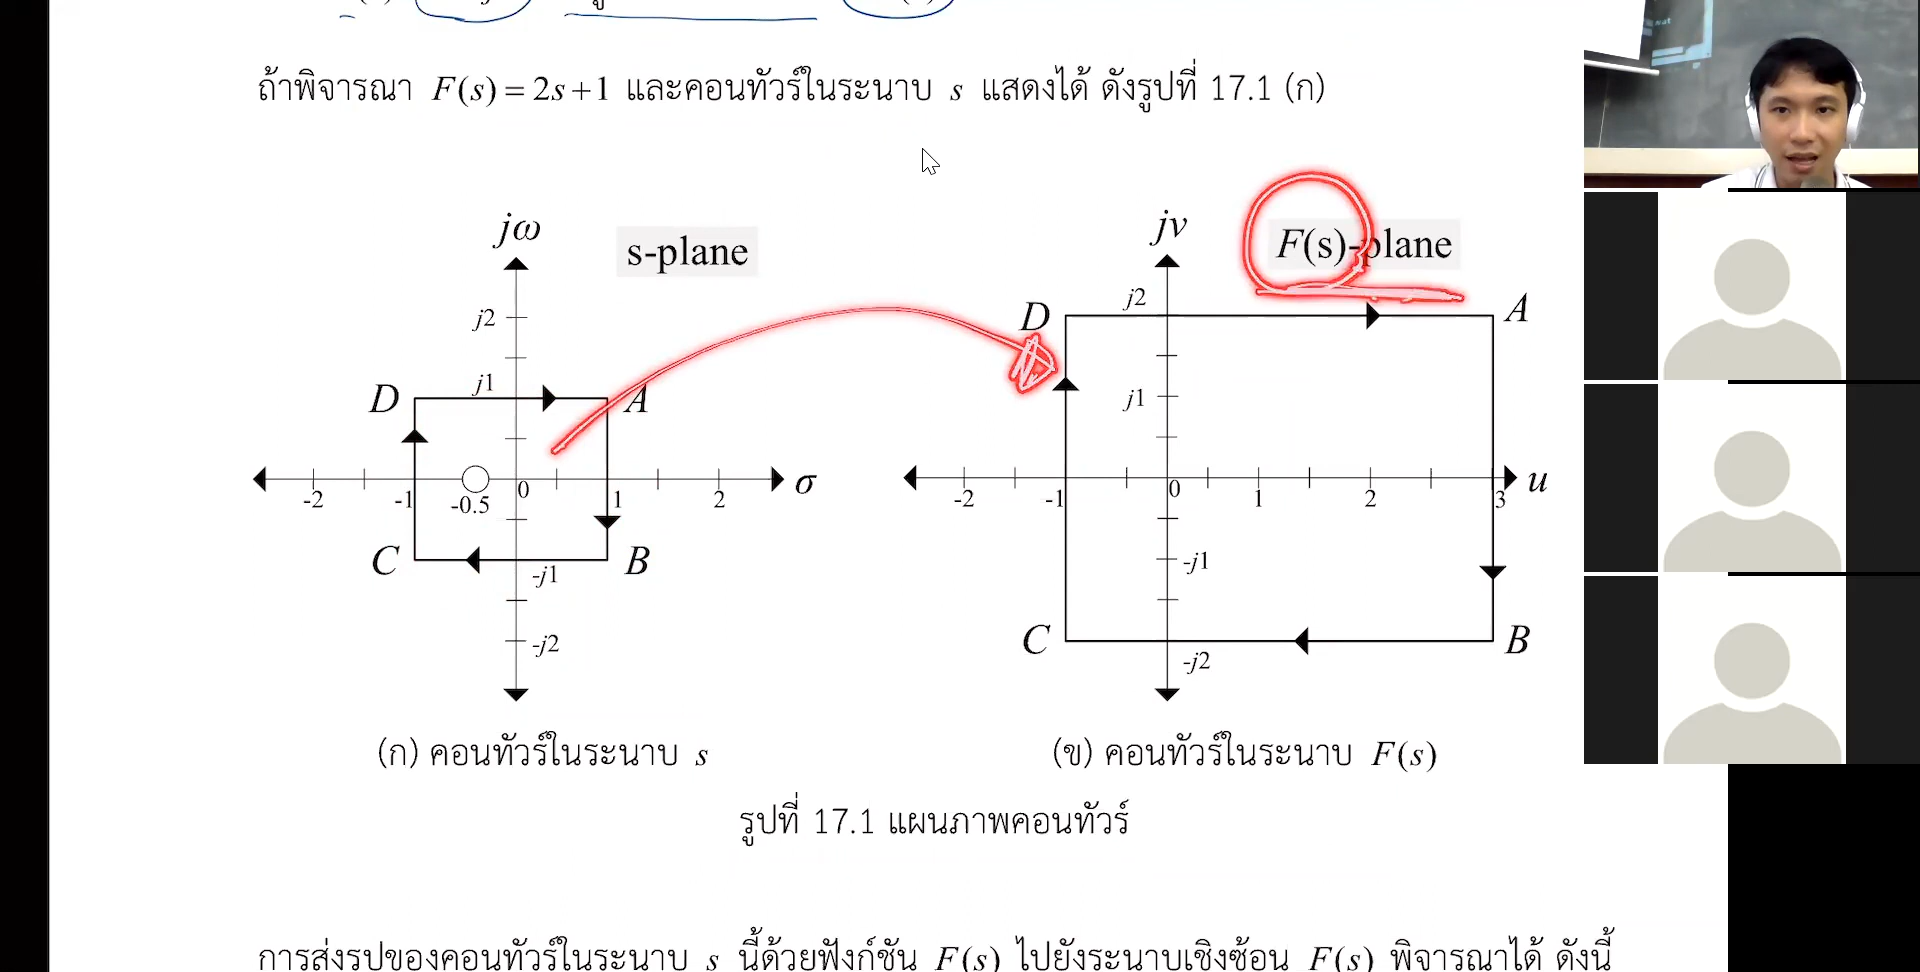 ถ้าพิจารณา F(s) = 2s+1 และคอนทัวร์ในระนาบ s แสดงได้ ดังรูปที่ 17.1 (ก)
jω
s-plane
j2
D
j1
A
-2
-1
-0.5
0
1
2
σ
C
-j1
B
-j2
jv
F(s)-plane
D
j2
A
j1
-2
-1
0
1
2
3
u
-j1
C
-j2
B
(ก) คอนทัวร์ในระนาบ s
(ข) คอนทัวร์ในระนาบ F(s)
รูปที่ 17.1 แผนภาพคอนทัวร์
การส่งรูปของคอนทัวร์ในระนาบ s นี้ด้วยฟังก์ชัน F(s) ไปยังระนาบเชิงซ้อน F(s) พิจารณาได้ ดังนี้